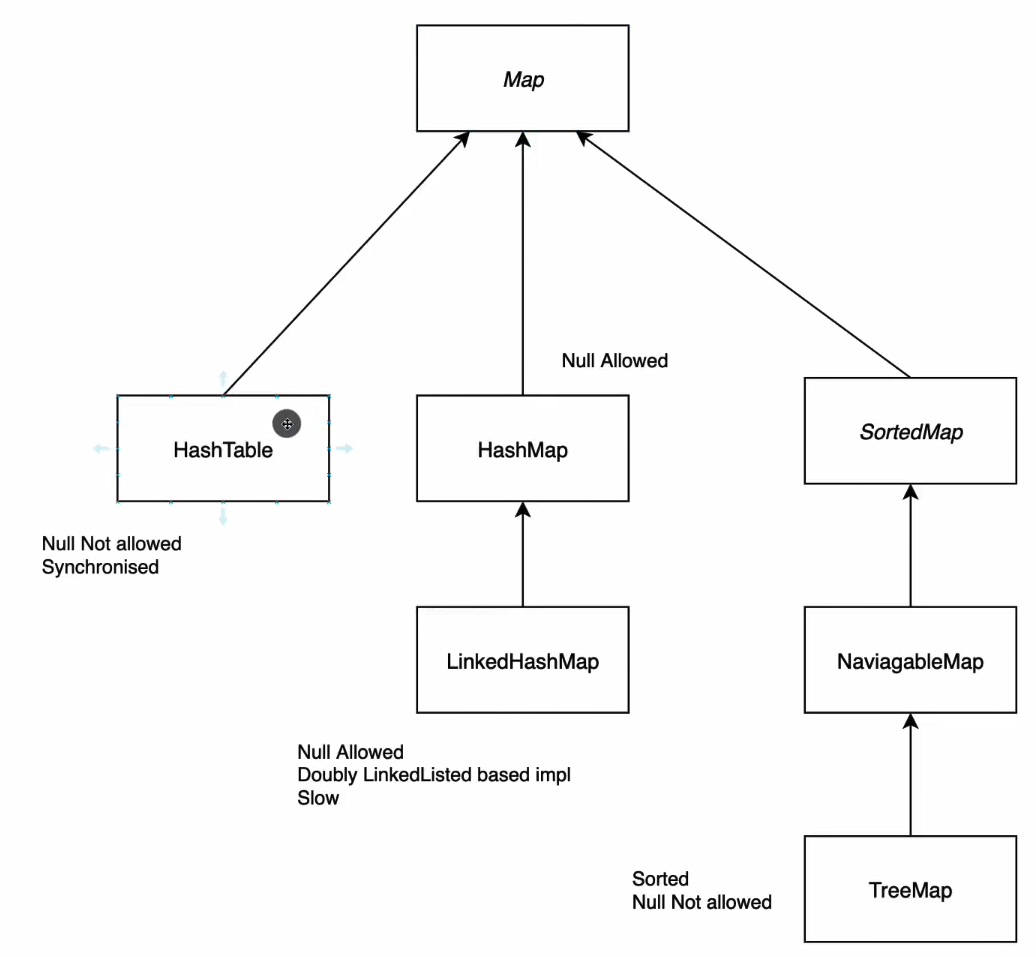 Map
Null Allowed
HashTable
HashMap
SortedMap
Null Not allowed
Synchronised
LinkedHashMap
NaviagableMap
Null Allowed
Doubly LinkedListed based impl
Slow
Sorted
Null Not allowed
TreeMap